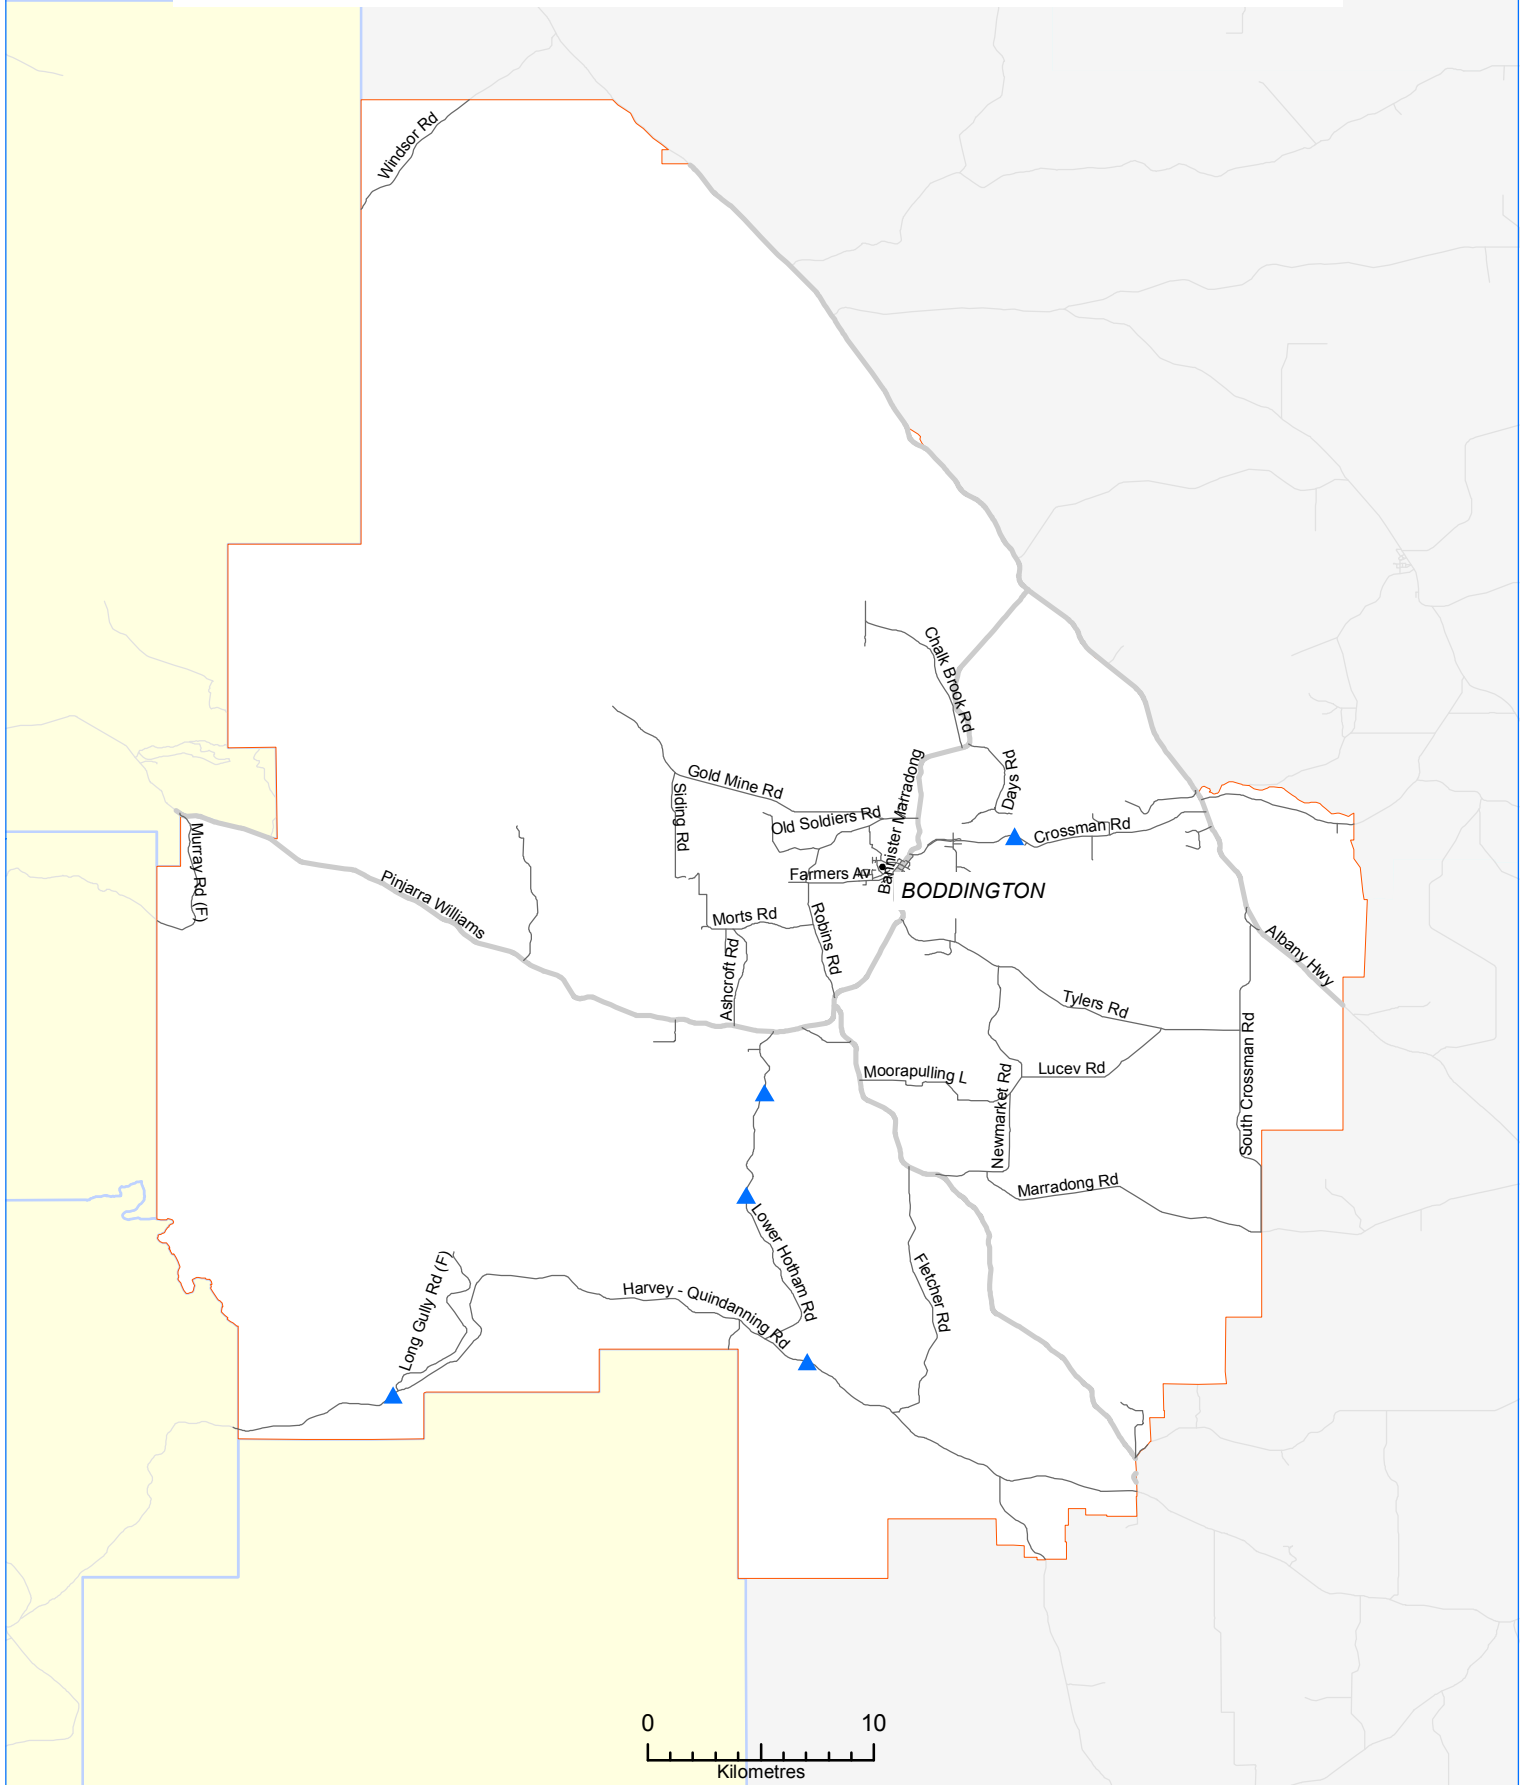 Windsor Rd
Chalk Brook Rd
Days Rd
Gold Mine Rd
Siding Rd
Old Soldiers Rd
Bannister Marradong
Crossman Rd
Murray Rd (F)
Pinjarra Williams
Farmers Av
BODDINGTON
Morts Rd
Robins Rd
Ashcroft Rd
Albany Hwy
Tylers Rd
Moorapulling L
Lucev Rd
Newmarket Rd
South Crossman Rd
Marradong Rd
Lower Hotham Rd
Fletcher Rd
Long Gully Rd (F)
Harvey - Quindanning Rd
0 10
Kilometres